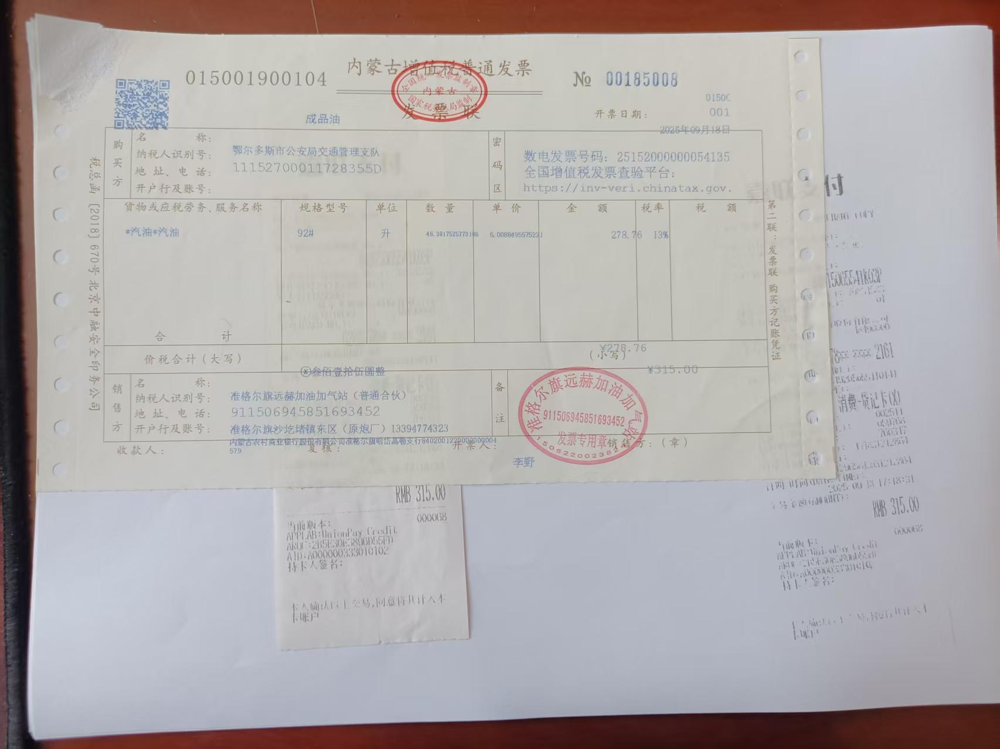 015001900104
内蒙古增值税普通发票
№ 00185008
全国统一发票监制章
内蒙古
国家税务总局监制
发票联
成品油
0150C
001
开票日期：
2025年09月18日
购买方
名称：
鄂尔多斯市公安局交通管理支队
纳税人识别号：
11152700011728355D
地址、电话：
开户行及账号：
密码区
数电发票号码：25152000000054135
全国增值税发票查验平台：
https://inv-veri.chinatax.gov.
货物或应税劳务、服务名称 规格型号 单位 数量 单价 金额 税率 税额
*汽油*汽油 92# 升 46.3917525773196 6.0088495575221 278.76 13%
合计
¥278.76
价税合计（大写）
ⓧ叁佰壹拾伍圆整
（小写）
¥315.00
销售方
名称：
准格尔旗远赫加油加气站（普通合伙）
纳税人识别号：
911506945851693452
地址、电话：
准格尔旗沙圪堵镇东区（原炮厂）13394774323
开户行及账号：
内蒙古农村商业银行股份有限公司准格尔旗哈岱高勒支行8402001220000000004
579
备注
准格尔旗远赫加油加气站
911506945851693452
发票专用章
收款人：
复核：
开票人：
李野
销售方：（章）
税总函〔2018〕670号北京中融安全印务公司
第二联：发票联 购买方记账凭证
RMB 315.00
000068
当前版本：
APPLAB:UnionPay Credit
ARQC:2B5E30E3896D55FD
AID:A000000333010102
持卡人签名：
本人确认以上交易,同意将其计入本
卡账户
付
2161
消费-贷记卡(X)
002511
RMB 315.00
000068